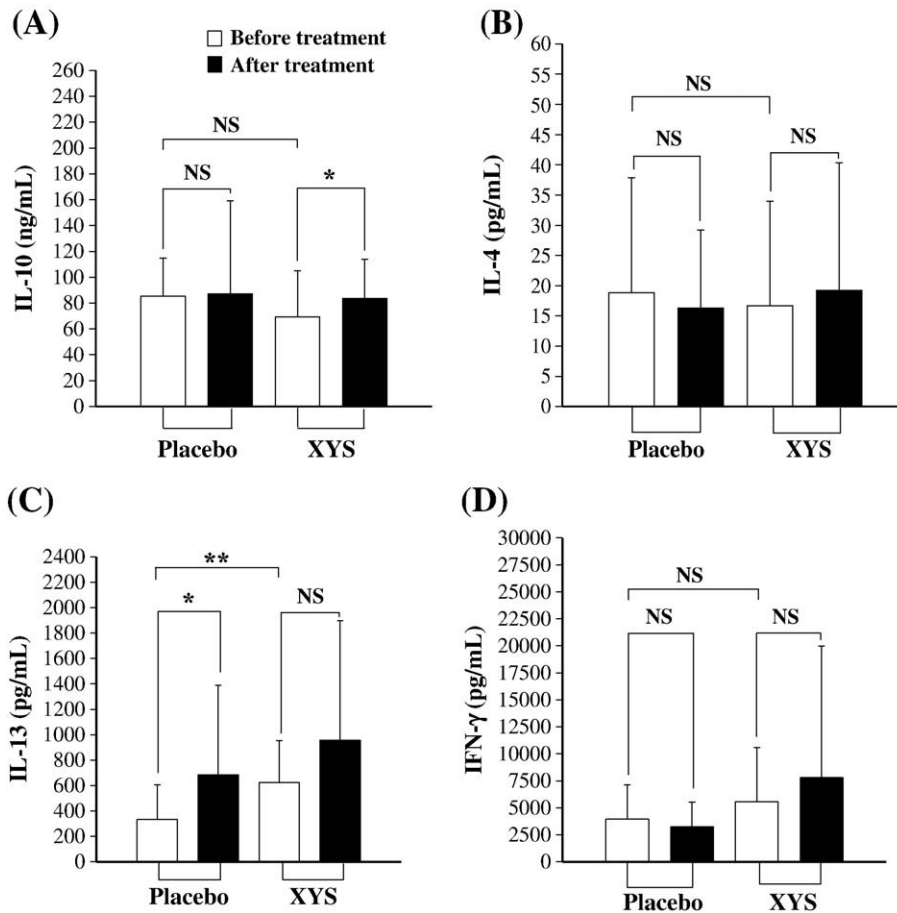 (A)
Before treatment
After treatment
IL-10 (ng/mL)
260
240
220
200
180
160
140
120
100
80
60
40
20
0
NS
NS
*
Placebo
XYS
(B)
IL-4 (pg/mL)
60
55
50
45
40
35
30
25
20
15
10
5
0
NS
NS
NS
Placebo
XYS
(C)
IL-13 (pg/mL)
2400
2200
2000
1800
1600
1400
1200
1000
800
600
400
200
0
**
*
NS
Placebo
XYS
(D)
IFN-γ (pg/mL)
30000
27500
25000
22500
20000
17500
15000
12500
10000
7500
5000
2500
0
NS
NS
NS
Placebo
XYS